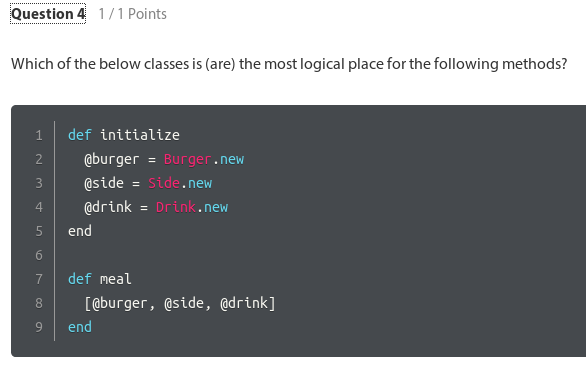 Question 4 1 / 1 Points
Which of the below classes is (are) the most logical place for the following methods?
1 def initialize
2   @burger = Burger.new
3   @side = Side.new
4   @drink = Drink.new
5 end
6
7 def meal
8   [@burger, @side, @drink]
9 end